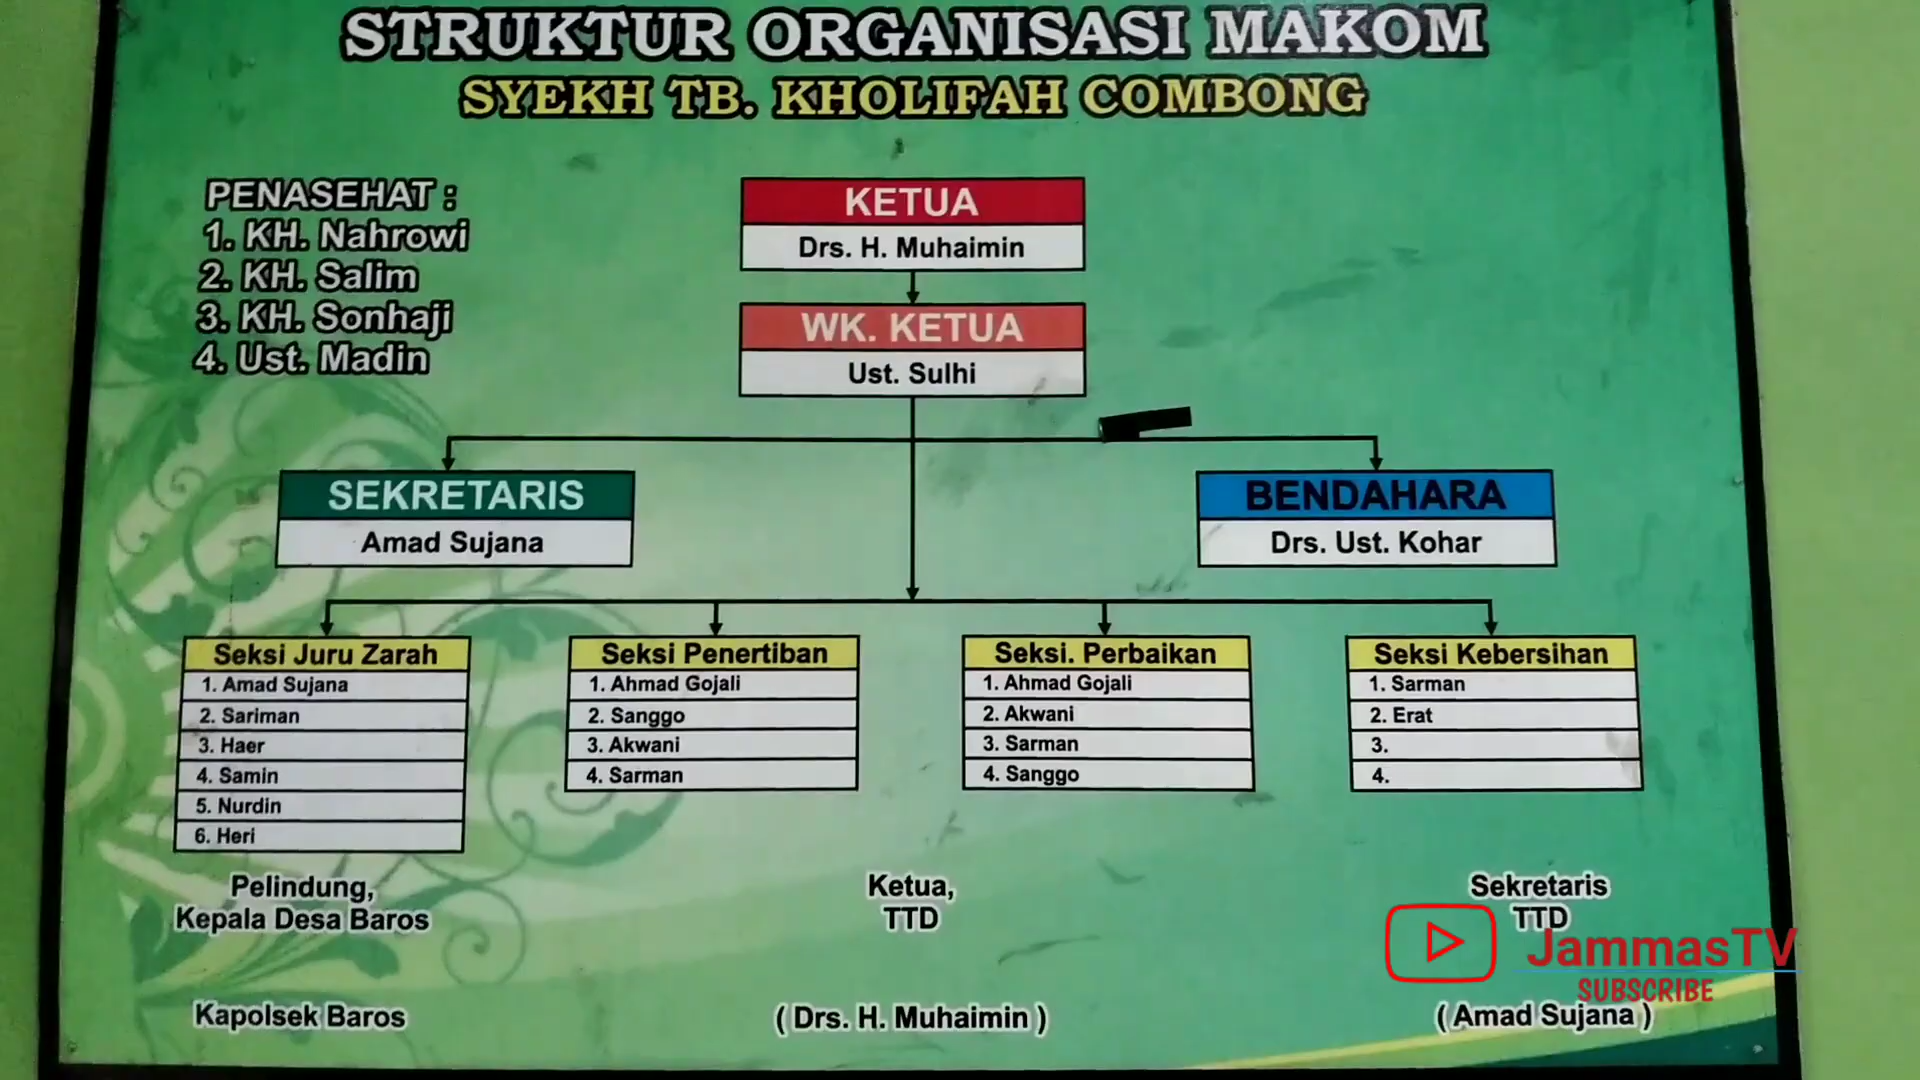 STRUKTUR ORGANISASI MAKOM
SYEKH TB. KHOLIFAH COMBONG
PENASEHAT :
1. KH. Nahrowi
2. KH. Salim
3. KH. Sonhaji
4. Ust. Madin
KETUA
Drs. H. Muhaimin
WK. KETUA
Ust. Sulhi
SEKRETARIS
Amad Sujana
BENDAHARA
Drs. Ust. Kohar
Seksi Juru Zarah
1. Amad Sujana
2. Sariman
3. Haer
4. Samin
5. Nurdin
6. Heri
Seksi Penertiban
1. Ahmad Gojali
2. Sanggo
3. Akwani
4. Sarman
Seksi. Perbaikan
1. Ahmad Gojali
2. Akwani
3. Sarman
4. Sanggo
Seksi Kebersihan
1. Sarman
2. Erat
3.
4.
Pelindung,
Kepala Desa Baros
Kapolsek Baros
Ketua,
TTD
( Drs. H. Muhaimin )
Sekretaris
TTD
( Amad Sujana )
JammasTV
SUBSCRIBE